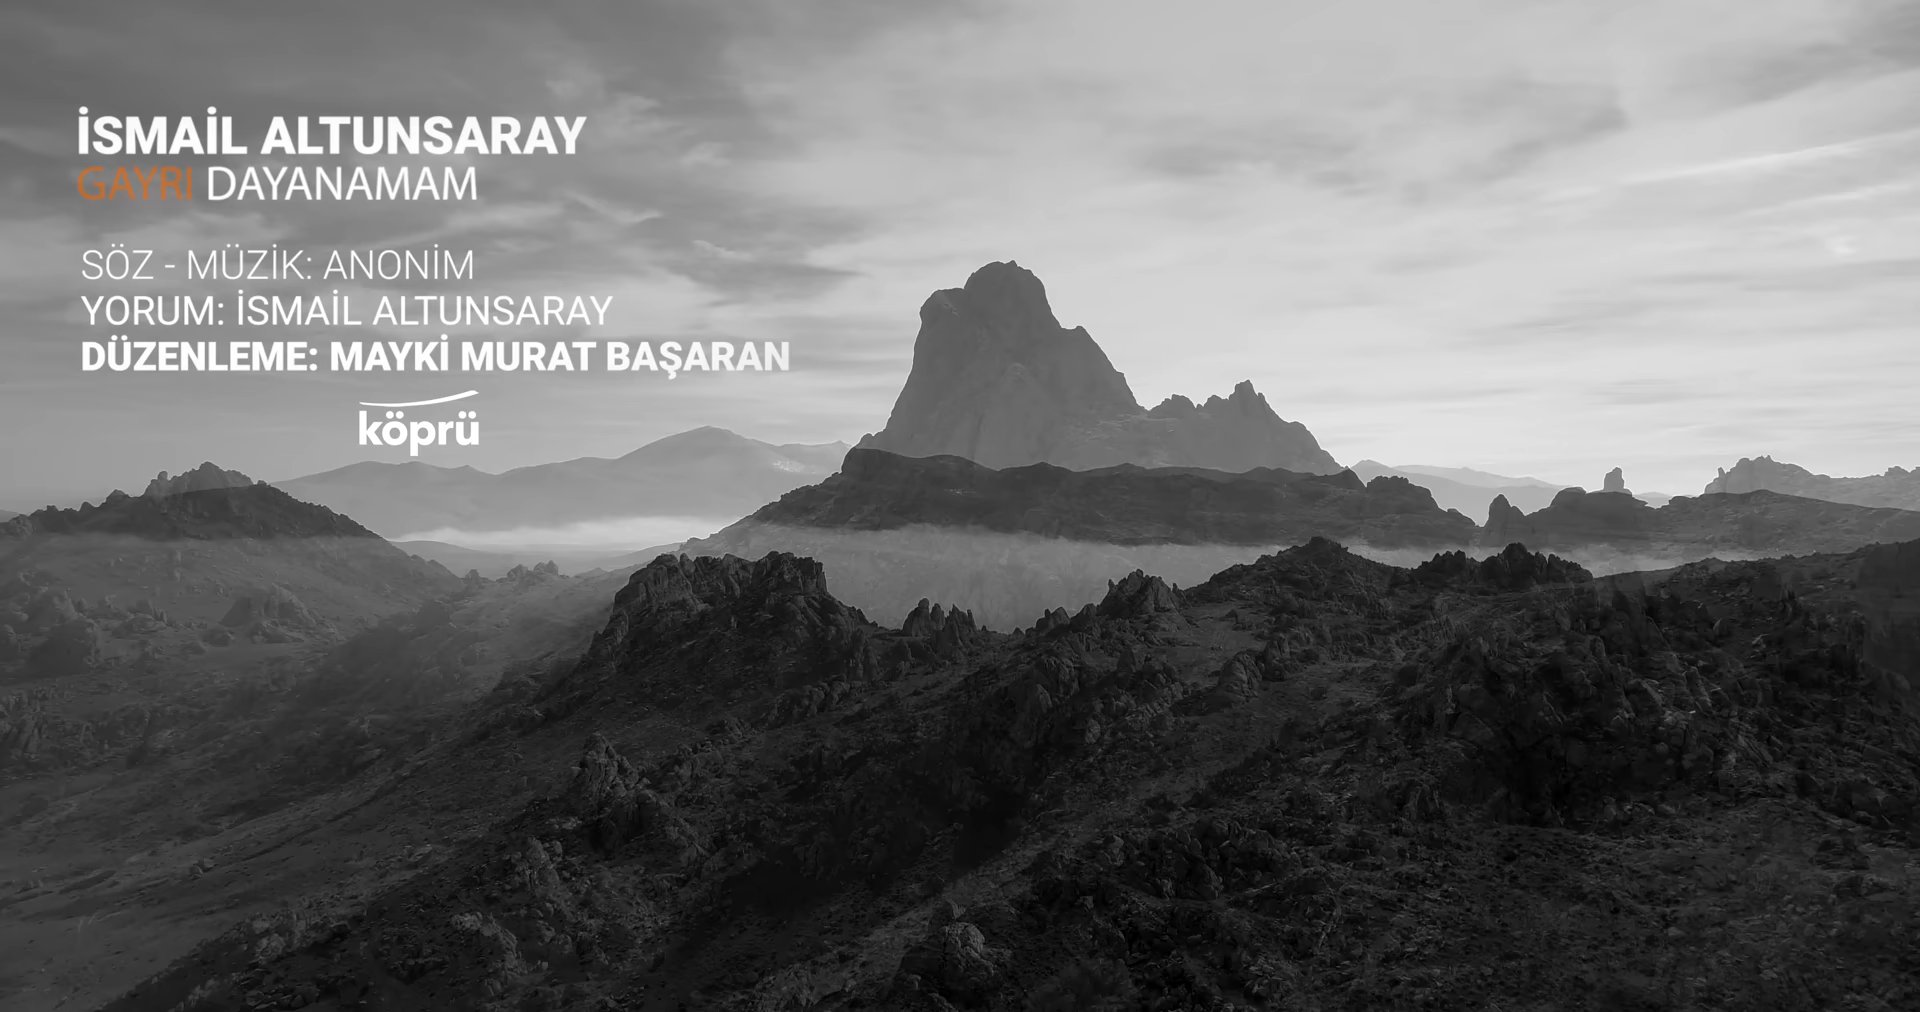 İSMAİL ALTUNSARAY
GAYRI DAYANAMAM
SÖZ - MÜZİK: ANONİM
YORUM: İSMAİL ALTUNSARAY
DÜZENLEME: MAYKİ MURAT BAŞARAN
köprü